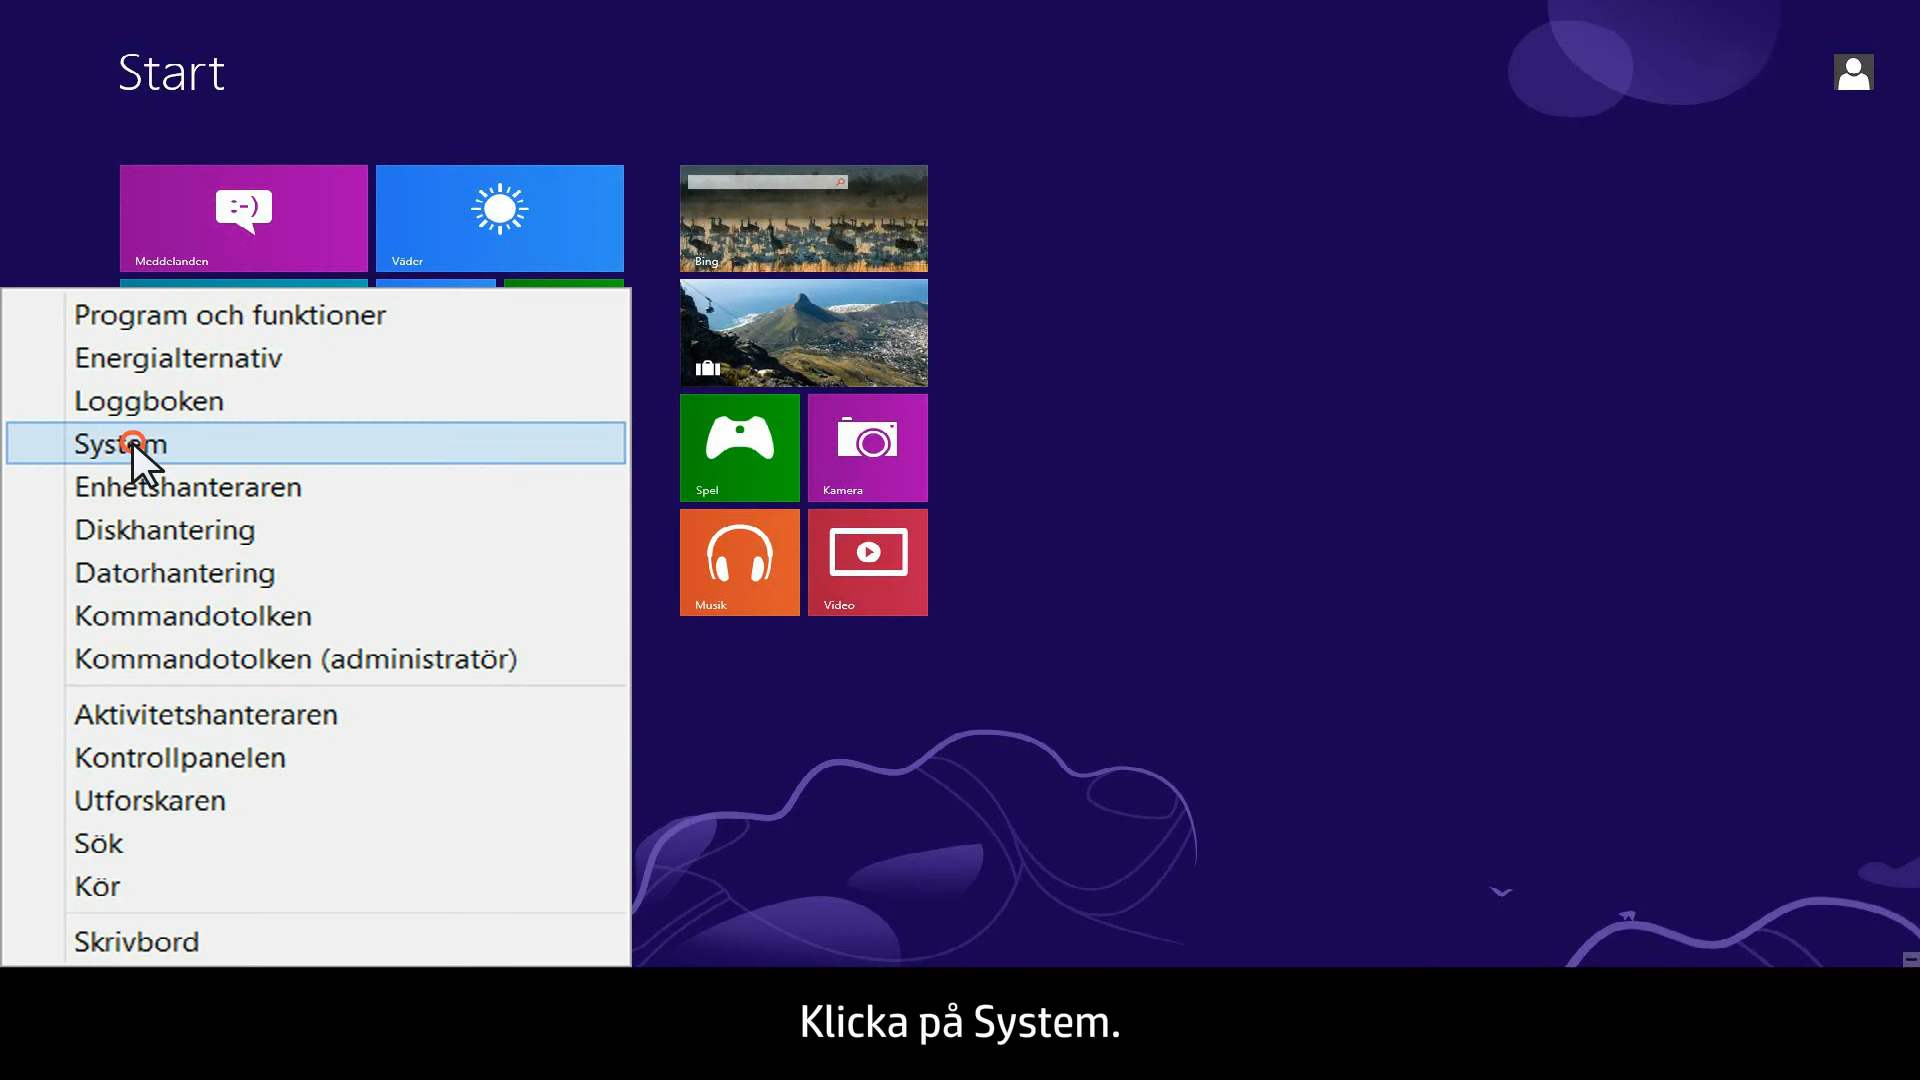 Start
:-)
Meddelanden
Väder
Bing
Program och funktioner
Energialternativ
Loggboken
System
Enhetshanteraren
Diskhantering
Datorhantering
Kommandotolken
Kommandotolken (administratör)
Aktivitetshanteraren
Kontrollpanelen
Utforskaren
Sök
Kör
Skrivbord
Spel
Kamera
Musik
Video
Klicka på System.